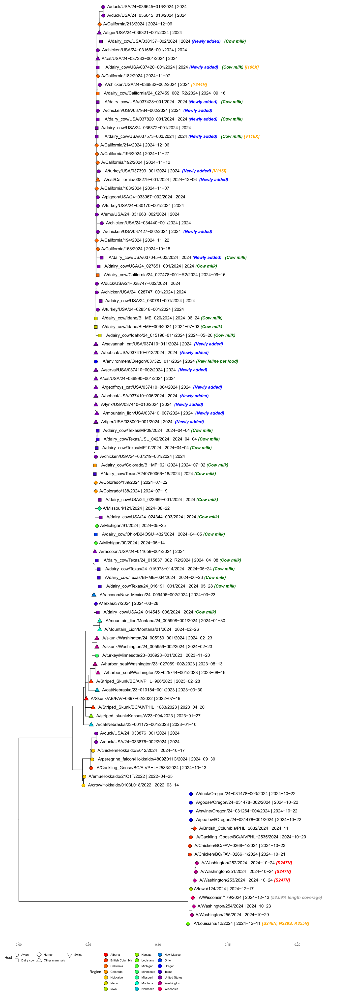 A/duck/USA/24−036645−016/2024 | 2024
A/duck/USA/24−036645−013/2024 | 2024
A/California/213/2024 | 2024−12−06
A/tiger/USA/24−036321−001/2024 | 2024
A/dairy_cow/USA/038137−002/2024 | 2024 (Newly added) (Cow milk)
A/chicken/USA/24−031666−001/2024 | 2024
A/cat/USA/24−037233−001/2024 | 2024
A/dairy_cow/USA/037420−001/2024 | 2024 (Newly added) (Cow milk) [I106X]
A/California/182/2024 | 2024−11−07
A/chicken/USA/24−036832−002/2024 | 2024 [Y344H]
A/dairy_cow/California/24_027459−002−R2/2024 | 2024−09−16
A/dairy_cow/USA/037428−001/2024 | 2024 (Newly added) (Cow milk)
A/chicken/USA/037984−002/2024 | 2024 (Newly added)
A/dairy_cow/USA/037820−001/2024 | 2024 (Newly added) (Cow milk)
A/dairy_cow/USA/24_036372−001/2024 | 2024
A/dairy_cow/USA/037573−003/2024 | 2024 (Newly added) (Cow milk) [V116X]
A/California/214/2024 | 2024−12−06
A/California/196/2024 | 2024−11−27
A/California/192/2024 | 2024−11−12
A/turkey/USA/037399−001/2024 | 2024 (Newly added) [V116I]
A/cat/California/038279−001/2024 | 2024−12−06 (Newly added)
A/California/183/2024 | 2024−11−07
A/pigeon/USA/24−033967−002/2024 | 2024
A/turkey/USA/24−030170−001/2024 | 2024
A/emu/USA/24−031663−002/2024 | 2024
A/chicken/USA/24−034440−001/2024 | 2024
A/chicken/USA/037427−002/2024 | 2024 (Newly added)
A/California/194/2024 | 2024−11−22
A/California/168/2024 | 2024−10−18
A/dairy_cow/USA/037045−003/2024 | 2024 (Newly added) (Cow milk)
A/dairy_cow/USA/24_027651−001/2024 | 2024 (Cow milk)
A/dairy_cow/California/24_027478−001−R2/2024 | 2024−09−16
A/duck/USA/24−028747−002/2024 | 2024
A/chicken/USA/24−028747−001/2024 | 2024
A/dairy_cow/USA/24_030781−001/2024 | 2024
A/turkey/USA/24−028518−001/2024 | 2024
A/dairy_cow/Idaho/BI−ME−020/2024 | 2024−06−24 (Cow milk)
A/dairy_cow/Idaho/BI−MF−006/2024 | 2024−07−03 (Cow milk)
A/dairy_cow/Idaho/24_015196−011/2024 | 2024−05−20 (Cow milk)
A/savannah_cat/USA/037410−011/2024 | 2024 (Newly added)
A/bobcat/USA/037410−013/2024 | 2024 (Newly added)
A/environment/Oregon/037325−011/2024 | 2024 (Raw feline pet food)
A/serval/USA/037410−002/2024 | 2024 (Newly added)
A/cat/USA/24−036990−001/2024 | 2024
A/geoffroys_cat/USA/037410−004/2024 | 2024 (Newly added)
A/bobcat/USA/037410−006/2024 | 2024 (Newly added)
A/lynx/USA/037410−010/2024 | 2024 (Newly added)
A/mountain_lion/USA/037410−007/2024 | 2024 (Newly added)
A/tiger/USA/038000−001/2024 | 2024 (Newly added)
A/dairy_cow/Texas/MP09/2024 | 2024−04−04 (Cow milk)
A/dairy_cow/Texas/USL_042/2024 | 2024−04−04 (Cow milk)
A/dairy_cow/Texas/MP10/2024 | 2024−04−04 (Cow milk)
A/chicken/USA/24−037219−031/2024 | 2024
A/dairy_cow/Colorado/BI−MF−021/2024 | 2024−07−02 (Cow milk)
A/dairy_cow/Texas/A240750066−18/2024 | 2024 (Cow milk)
A/Colorado/139/2024 | 2024−07−22
A/Colorado/138/2024 | 2024−07−19
A/dairy_cow/USA/24_023669−001/2024 | 2024 (Cow milk)
A/Missouri/121/2024 | 2024−08−22
A/dairy_cow/USA/24_024344−003/2024 | 2024 (Cow milk)
A/Michigan/91/2024 | 2024−05−25
A/dairy_cow/Ohio/B24OSU−432/2024 | 2024−04−05 (Cow milk)
A/Michigan/90/2024 | 2024−05−14
A/raccoon/USA/24−011659−001/2024 | 2024
A/dairy_cow/Texas/24_015837−002−R2/2024 | 2024−04−08 (Cow milk)
A/dairy_cow/Texas/24_015973−014/2024 | 2024−05−24 (Cow milk)
A/dairy_cow/Texas/BI−ME−034/2024 | 2024−06−23 (Cow milk)
A/dairy_cow/Texas/24_016191−001/2024 | 2024−05−28 (Cow milk)
A/raccoon/New_Mexico/24_009496−002/2024 | 2024−03−23
A/Texas/37/2024 | 2024−03−28
A/dairy_cow/USA/24_014545−006/2024 | 2024 (Cow milk)
A/mountain_lion/Montana/24_005908−001/2024 | 2024−01−30
A/Mountain_Lion/Montana/01/2024 | 2024−02−26
A/skunk/Washington/24_005959−001/2024 | 2024−02−23
A/skunk/Washington/24_005959−002/2024 | 2024−02−23
A/turkey/Minnesota/23−036928−001/2023 | 2023−11−20
A/harbor_seal/Washington/23−027069−002/2023 | 2023−08−13
A/harbor_seal/Washington/23−025744−001/2023 | 2023−08−19
A/Striped_Skunk/BC/AIVPHL−966/2023 | 2023−02−28
A/cat/Nebraska/23−010184−001/2023 | 2023−03−30
A/Skunk/AB/FAV−0897−02/2022 | 2022−07−19
A/Striped_Skunk/BC/AIVPHL−1083/2023 | 2023−04−20
A/striped_skunk/Kansas/W23−094/2023 | 2023−01−27
A/cat/Nebraska/23−001172−001/2023 | 2023−01−10
A/duck/USA/24−033876−001/2024 | 2024
A/duck/USA/24−033876−002/2024 | 2024
A/chicken/Hokkaido/E012/2024 | 2024−10−17
A/peregrine_falcon/Hokkaido/4809Z011C/2024 | 2024−09−30
A/Cackling_Goose/BC/AIVPHL−2533/2024 | 2024−10−13
A/emu/Hokkaido/21C1T/2022 | 2022−04−25
A/crow/Hokkaido/0103L018/2022 | 2022−03−14
A/duck/Oregon/24−031478−003/2024 | 2024−10−22
A/goose/Oregon/24−031478−002/2024 | 2024−10−22
A/swine/Oregon/24−031264−004/2024 | 2024−10−22
A/peafowl/Oregon/24−031478−001/2024 | 2024−10−22
A/British_Columbia/PHL−2032/2024 | 2024−11
A/Cackling_Goose/BC/AIVPHL−2535/2024 | 2024−10−20
A/Chicken/BC/FAV−0268−1/2024 | 2024−10−23
A/Chicken/BC/FAV−0266−1/2024 | 2024−10−21
A/Washington/252/2024 | 2024−10−24 [S247N]
A/Washington/251/2024 | 2024−10−24 [S247N]
A/Washington/253/2024 | 2024−10−24 [S247N]
A/Iowa/124/2024 | 2024−12−17
A/Wisconsin/179/2024 | 2024−12−13 (53.09% length coverage)
A/Washington/254/2024 | 2024−10−23
A/Washington/255/2024 | 2024−10−29
A/Louisiana/12/2024 | 2024−12−11 [S248N, N329S, K355N]
0.00 0.05 0.10 0.15 0.20
Host
Avian Human Swine
Dairy cow Other mammals
Region
Alberta Kansas New Mexico
British Columbia Louisiana Ohio
California Michigan Oregon
Colorado Minnesota Texas
Hokkaido Missouri United States
Idaho Montana Washington
Iowa Nebraska Wisconsin